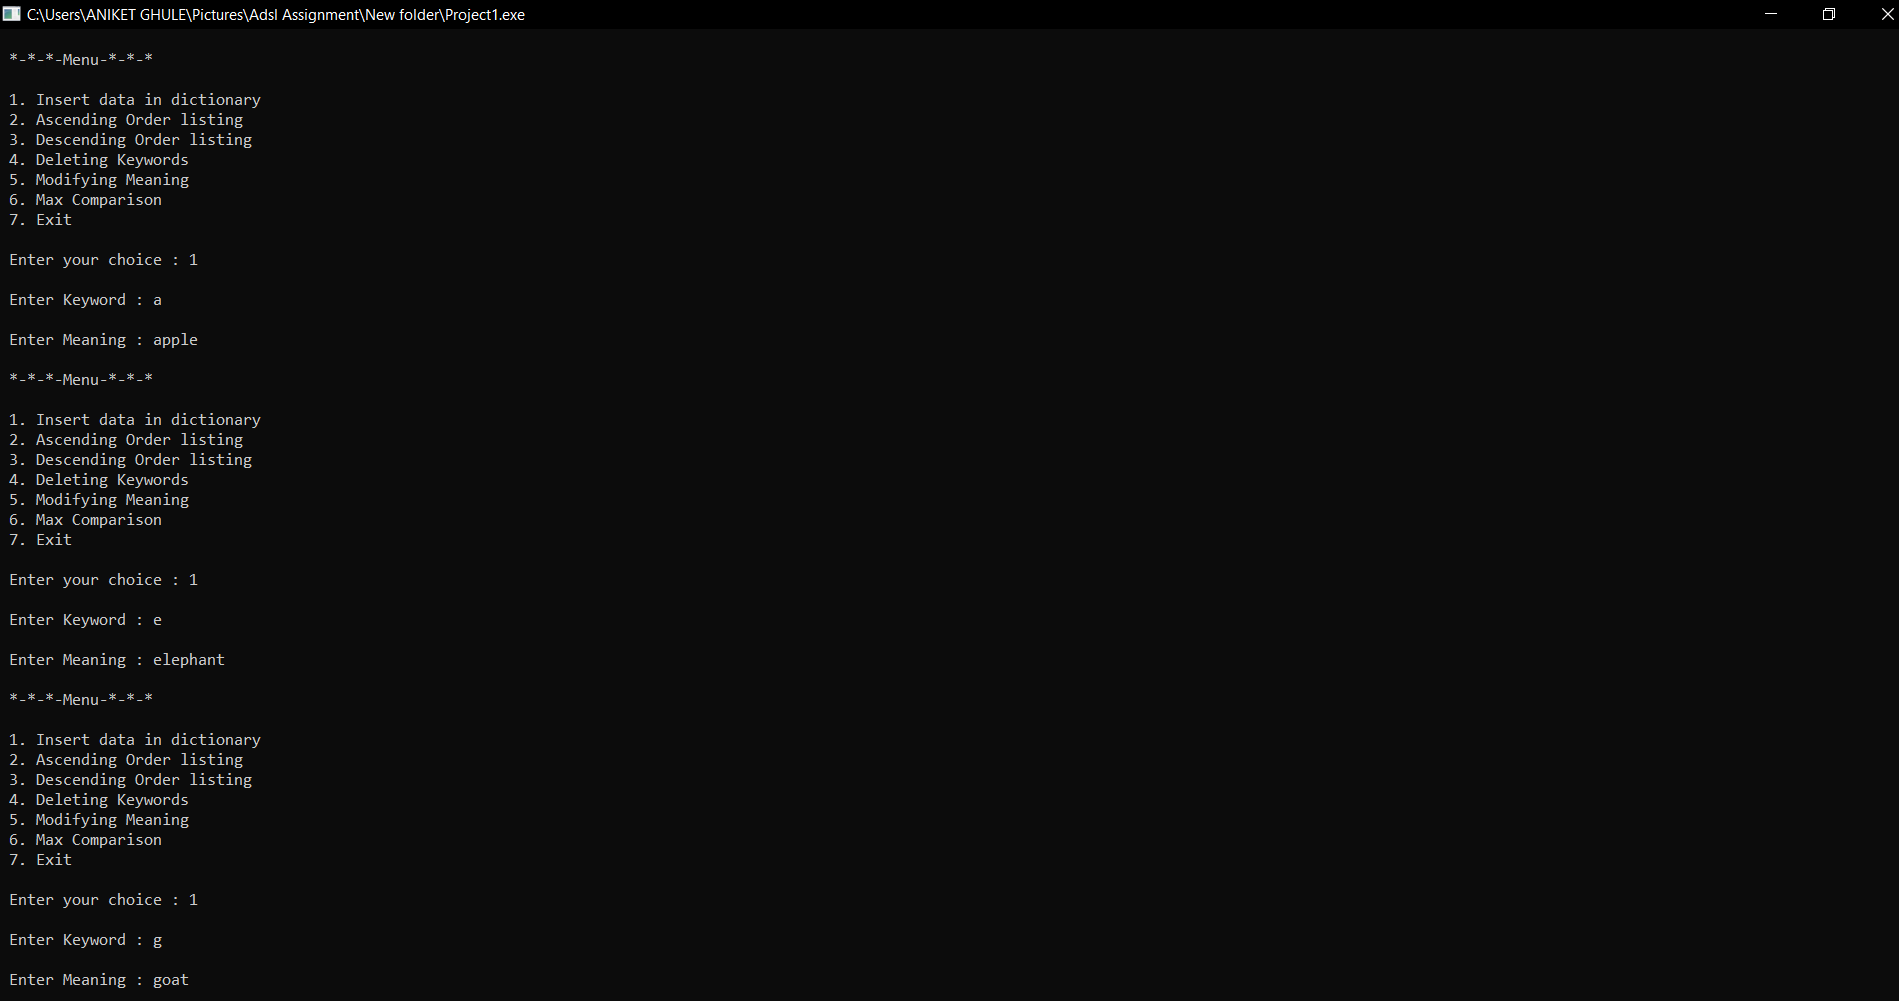 C:\Users\ANIKET GHULE\Pictures\Adsl Assignment\New folder\Project1.exe
*-*-*-Menu-*-*-*
1. Insert data in dictionary
2. Ascending Order listing
3. Descending Order listing
4. Deleting Keywords
5. Modifying Meaning
6. Max Comparison
7. Exit
Enter your choice : 1
Enter Keyword : a
Enter Meaning : apple
*-*-*-Menu-*-*-*
1. Insert data in dictionary
2. Ascending Order listing
3. Descending Order listing
4. Deleting Keywords
5. Modifying Meaning
6. Max Comparison
7. Exit
Enter your choice : 1
Enter Keyword : e
Enter Meaning : elephant
*-*-*-Menu-*-*-*
1. Insert data in dictionary
2. Ascending Order listing
3. Descending Order listing
4. Deleting Keywords
5. Modifying Meaning
6. Max Comparison
7. Exit
Enter your choice : 1
Enter Keyword : g
Enter Meaning : goat